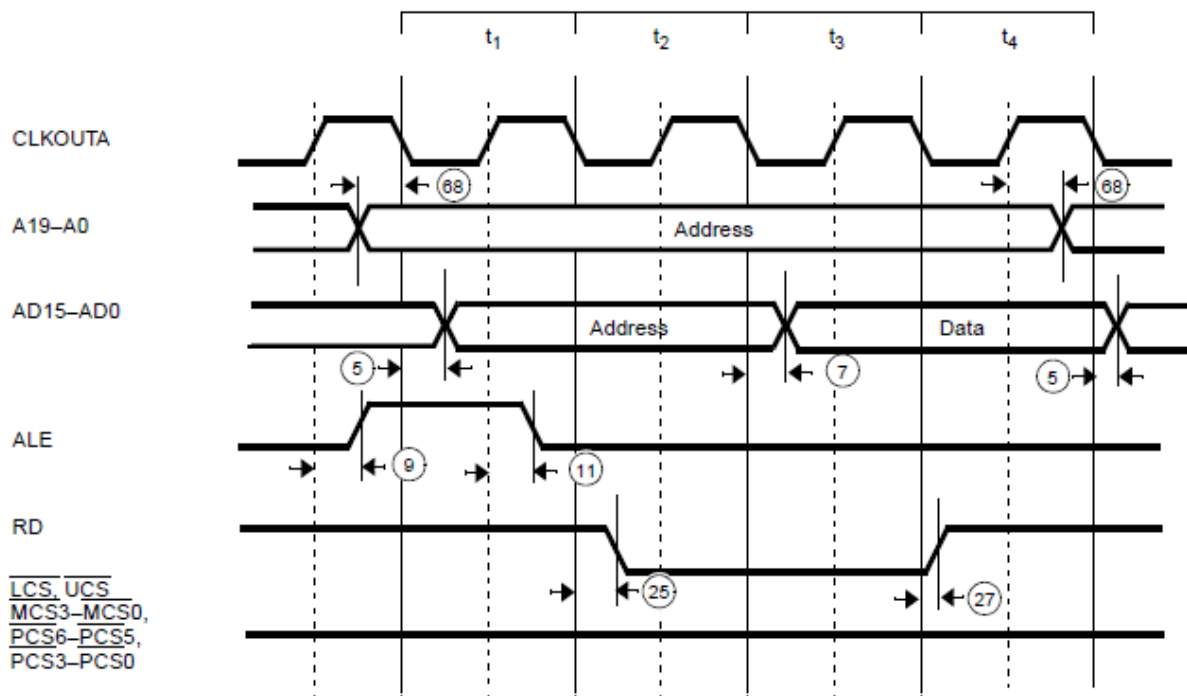 t1 t2 t3 t4
CLKOUTA
68 68
A19–A0 Address
AD15–AD0 Address Data
5 7 5
ALE
9 11
RD
25 27
LCS, UCS
MCS3–MCS0,
PCS6–PCS5,
PCS3–PCS0